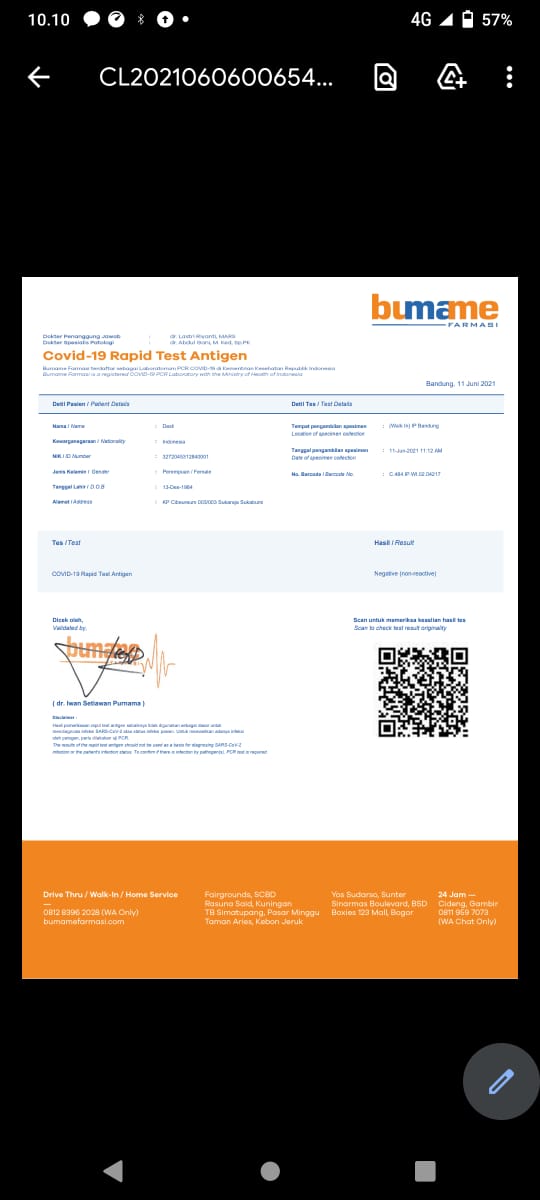 10.10
4G 57%
CL2021060600654...
bumame
FARMASI
Dokter Penanggung Jawab : dr. Lastri Riyanti, MARS
Dokter Spesialis Patologi : dr. Abdul Gani, M. Ked, Sp.PK
Covid-19 Rapid Test Antigen
Bumame Farmasi terdaftar sebagai Laboratorium PCR COVID-19 di Kementrian Kesehatan Republik Indonesia
Bumame Farmasi is a registered COVID-19 PCR Laboratory with the Ministry of Health of Indonesia
Bandung, 11 Juni 2021
Detil Pasien / Patient Details
Detil Tes / Test Details
Nama / Name : Desti
Kewarganegaraan / Nationality : Indonesia
NIK / ID Number : 3272045312840001
Jenis Kelamin / Gender : Perempuan / Female
Tanggal Lahir / D.O.B : 13-Dec-1984
Alamat / Address : KP Cibeureum 002/003 Sukaraja Sukabumi
Tempat pengambilan spesimen : (Walk In) IP Bandung
Location of specimen collection
Tanggal pengambilan spesimen : 11-Jun-2021 11:12 AM
Date of specimen collection
No. Barcode / Barcode No : C.484.IP WI.02.04217
Tes /Test
Hasil / Result
COVID-19 Rapid Test Antigen
Negative (non-reactive)
Dicek oleh,
Validated by,
bumame
( dr. Iwan Setiawan Purnama )
Scan untuk memeriksa keaslian hasil tes
Scan to check test result originality
Disclaimer :
Hasil pemeriksaan rapid test antigen sebaiknya tidak digunakan sebagai dasar untuk
mendiagnosis infeksi SARS-CoV-2 atau status infeksi pasien. Untuk memastikan adanya infeksi
oleh patogen, perlu dilakukan uji PCR.
The results of the rapid test antigen should not be used as a basis for diagnosing SARS-CoV-2
infection or the patient's infection status. To confirm if there is infection by pathogen(s), PCR test is required.
Drive Thru / Walk-In / Home Service
—
0812 8396 2028 (WA Only)
bumamefarmasi.com
Fairgrounds, SCBD
Rasuna Said, Kuningan
TB Simatupang, Pasar Minggu
Taman Aries, Kebon Jeruk
Yos Sudarso, Sunter
Sinarmas Boulevard, BSD
Boxies 123 Mall, Bogor
24 Jam —
Cideng, Gambir
0811 959 7073
(WA Chat Only)